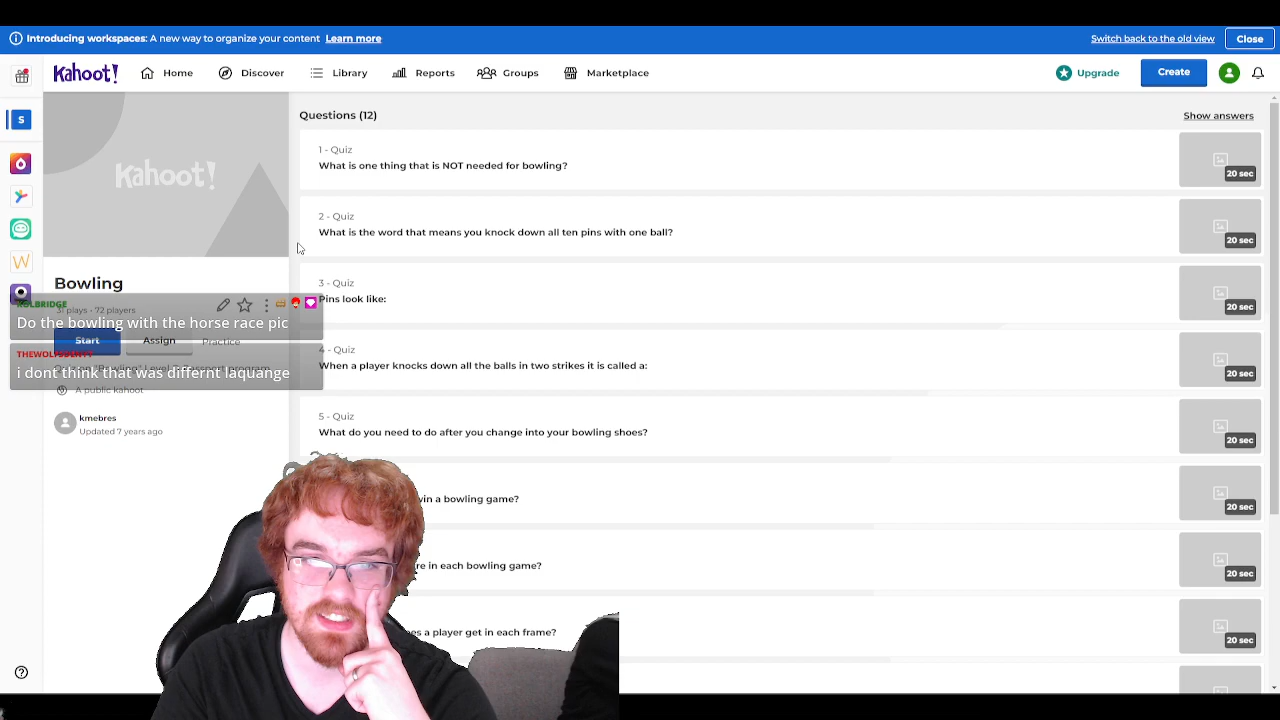 Introducing workspaces: A new way to organize your content Learn more
Switch back to the old view
Close
Kahoot!
Home
Discover
Library
Reports
Groups
Marketplace
Upgrade
Create
S
W
Kahoot!
Bowling
31 plays · 72 players
Start
Assign
Practice
A public kahoot
kmebres
Updated 7 years ago
Do the bowling with the horse race pic
i dont think that was differnt laquange
Questions (12)
Show answers
1 - Quiz
What is one thing that is NOT needed for bowling?
20 sec
2 - Quiz
What is the word that means you knock down all ten pins with one ball?
20 sec
3 - Quiz
Pins look like:
20 sec
4 - Quiz
When a player knocks down all the balls in two strikes it is called a:
20 sec
5 - Quiz
What do you need to do after you change into your bowling shoes?
20 sec
win a bowling game?
20 sec
re in each bowling game?
20 sec
es a player get in each frame?
20 sec